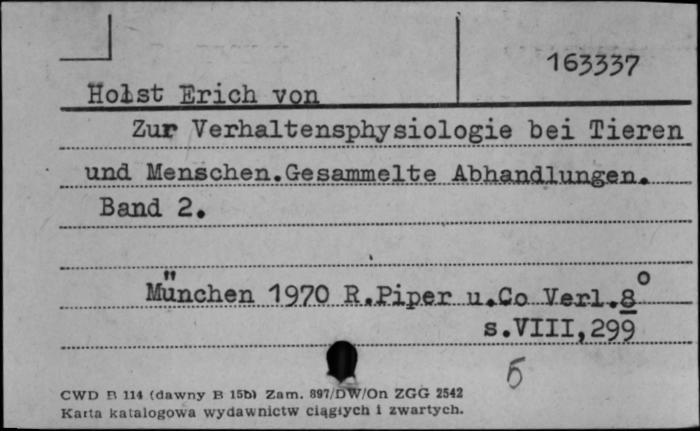 163337
Holst Erich von
Zur Verhaltensphysiologie bei Tieren
und Menschen.Gesammelte Abhandlungen.
Band 2.
München 1970 R.Piper u.Co Verl.8°
s.VIII,299
5
CWD B 114 (dawny B 15b) Zam. 897/DW/On ZGG 2542
Karta katalogowa wydawnictw ciągłych i zwartych.